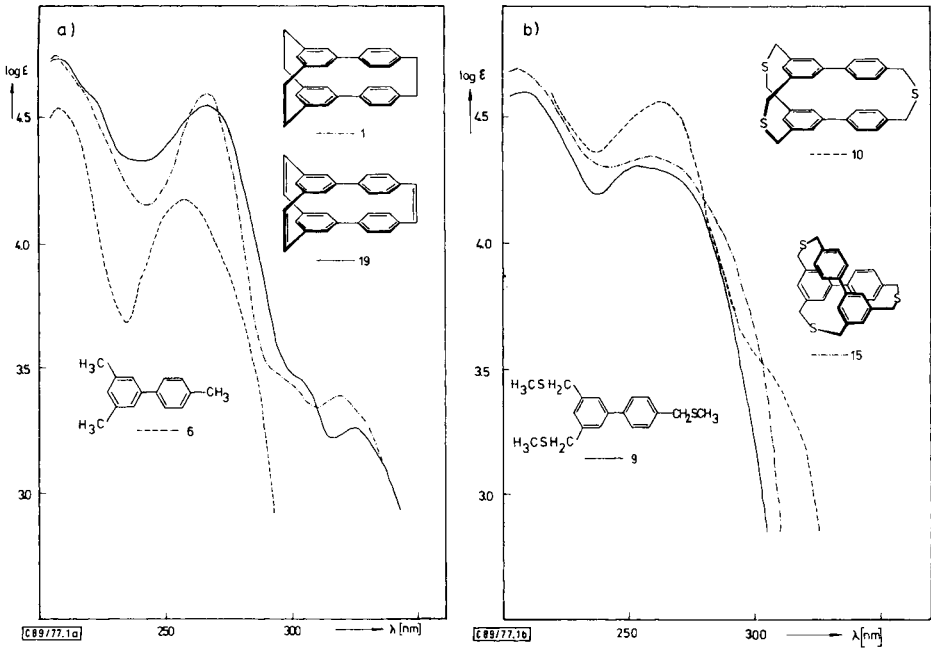 a)
log ε
4.5
4.0
3.5
3.0
1
19
H₃C
CH₃
H₃C
6
250
300
λ [nm]
C89/77.1a
b)
log ε
4.5
4.0
3.5
3.0
S
S
S
10
S
S
S
15
H₃CSH₂C
CH₂SCH₃
H₃CSH₂C
9
250
300
λ[nm]
C89/77.1b